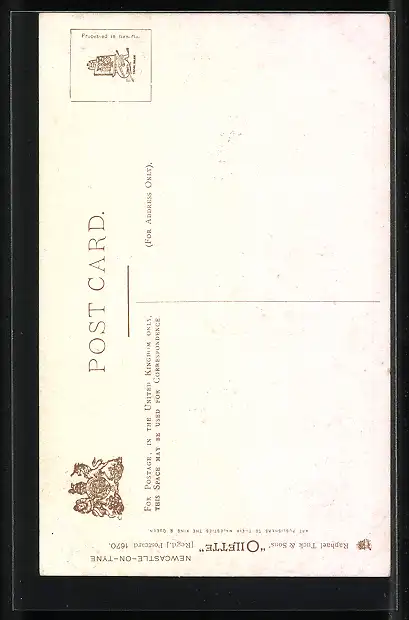 Printed in Berlin.
POST CARD.
(FOR ADDRESS ONLY).
FOR POSTAGE, IN THE UNITED KINGDOM ONLY,
THIS SPACE MAY BE USED FOR CORRESPONDENCE
ART PUBLISHERS TO THEIR MAJESTIES THE KING & QUEEN.
Raphael Tuck & Sons' "OILETTE" [Regd.] Postcard 1670.
NEWCASTLE-ON-TYNE